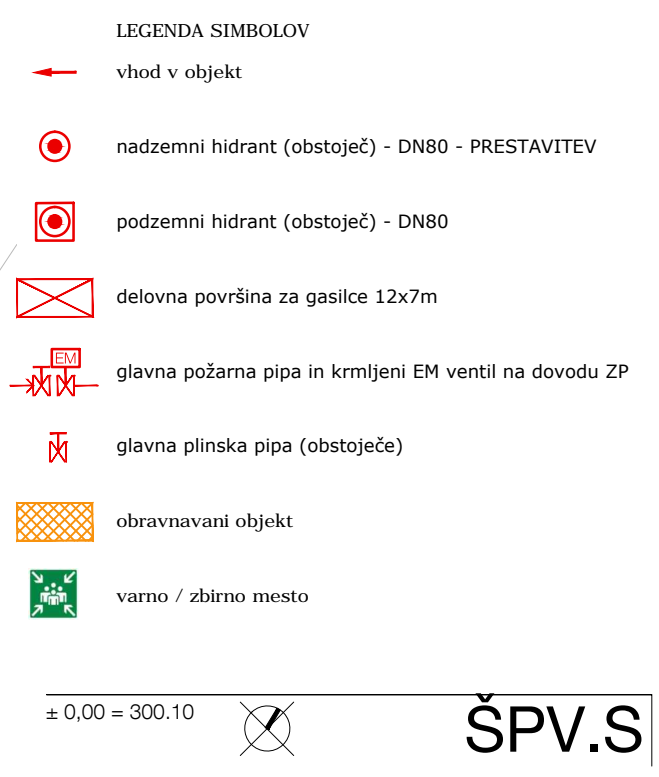 LEGENDA SIMBOLOV
vhod v objekt
nadzemni hidrant (obstoječ) - DN80 - PRESTAVITEV
podzemni hidrant (obstoječ) - DN80
delovna površina za gasilce 12x7m
EM
glavna požarna pipa in krmljeni EM ventil na dovodu ZP
glavna plinska pipa (obstoječe)
obravnavani objekt
varno / zbirno mesto
± 0,00 = 300.10
ŠPV.S